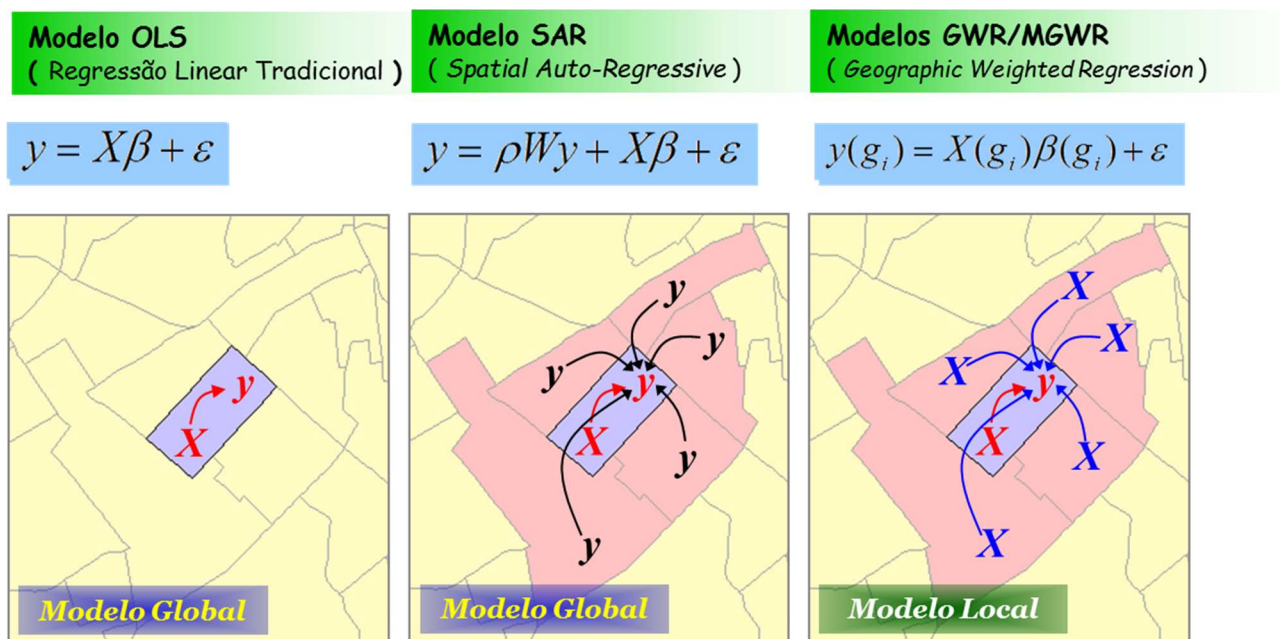 Modelo OLS
( Regressão Linear Tradicional )
y = Xβ + ε
X
y
Modelo Global
Modelo SAR
( Spatial Auto-Regressive )
y = ρWy + Xβ + ε
y
y
y
y
X
y
y
Modelo Global
Modelos GWR/MGWR
( Geographic Weighted Regression )
y(gᵢ) = X(gᵢ)β(gᵢ) + ε
X
X
X
y
X
X
X
Modelo Local